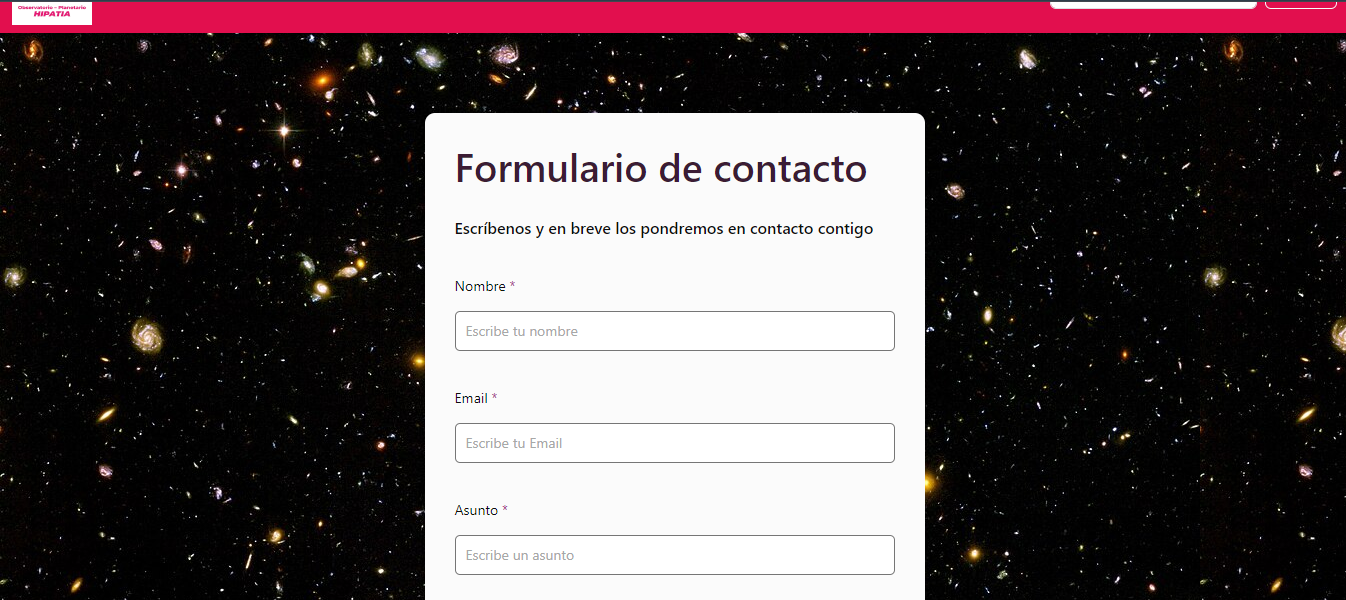 Observatorio - Planetario
HIPATIA
Formulario de contacto
Escríbenos y en breve los pondremos en contacto contigo
Nombre *
Escribe tu nombre
Email *
Escribe tu Email
Asunto *
Escribe un asunto